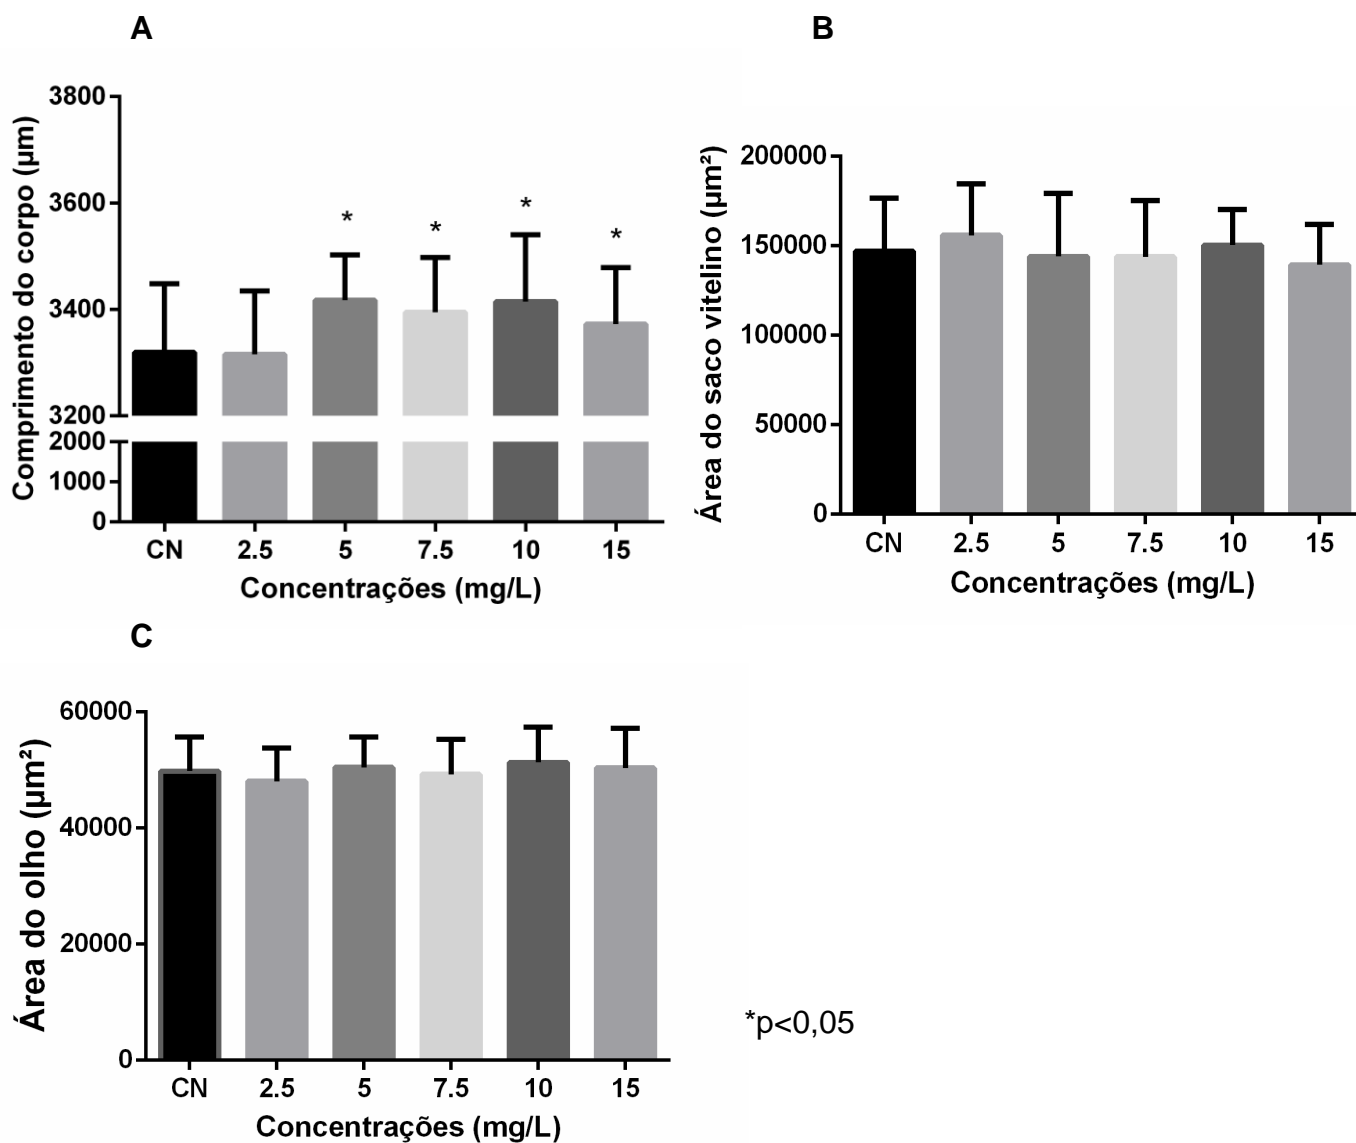 A
Comprimento do corpo (µm)
3800
3600
3400
3200
2000
1000
0
* * * *
CN 2.5 5 7.5 10 15
Concentrações (mg/L)
B
Área do saco vitelino (µm²)
200000
150000
100000
50000
0
CN 2.5 5 7.5 10 15
Concentrações (mg/L)
C
Área do olho (µm²)
60000
40000
20000
0
CN 2.5 5 7.5 10 15
Concentrações (mg/L)
*p<0,05